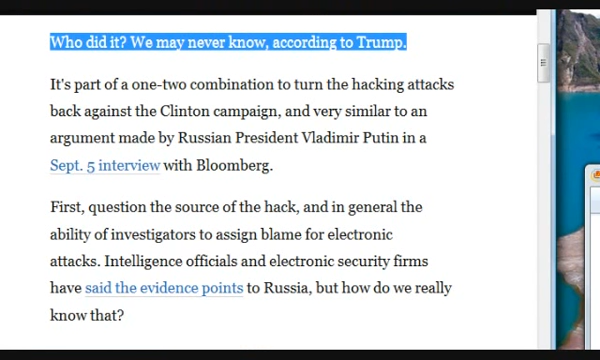 Who did it? We may never know, according to Trump.
It's part of a one-two combination to turn the hacking attacks
back against the Clinton campaign, and very similar to an
argument made by Russian President Vladimir Putin in a
Sept. 5 interview with Bloomberg.
First, question the source of the hack, and in general the
ability of investigators to assign blame for electronic
attacks. Intelligence officials and electronic security firms
have said the evidence points to Russia, but how do we really
know that?